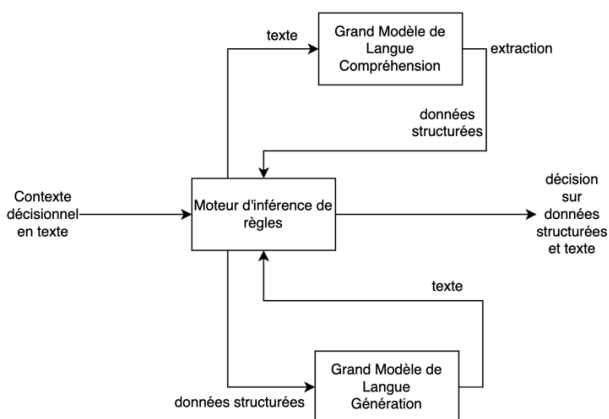 texte
Grand Modèle de
Langue
Compréhension
extraction
données
structurées
Contexte
décisionnel
en texte
Moteur d'inférence de
règles
décision
sur
données
structurées
et texte
texte
données structurées
Grand Modèle de
Langue
Génération